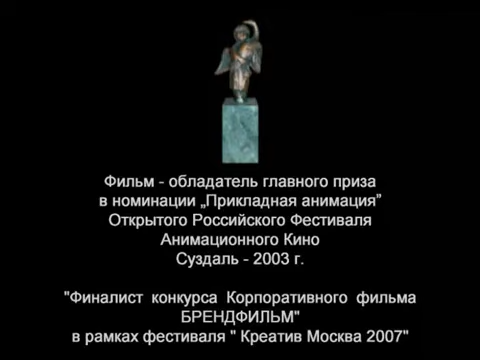 Фильм - обладатель главного приза
в номинации „Прикладная анимация”
Открытого Российского Фестиваля
Анимационного Кино
Суздаль - 2003 г.
"Финалист конкурса Корпоративного фильма
БРЕНДФИЛЬМ"
в рамках фестиваля " Креатив Москва 2007"